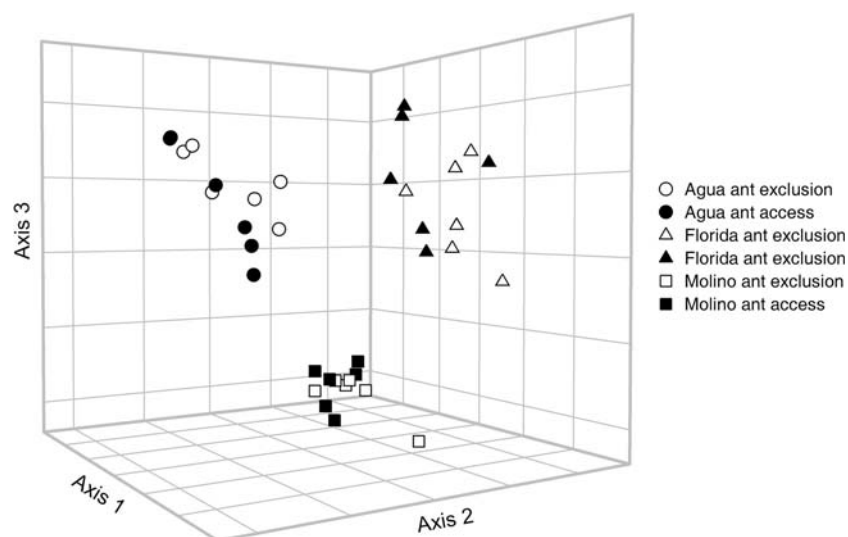 Axis 3
Axis 1
Axis 2
Agua ant exclusion
Agua ant access
Florida ant exclusion
Florida ant exclusion
Molino ant exclusion
Molino ant access